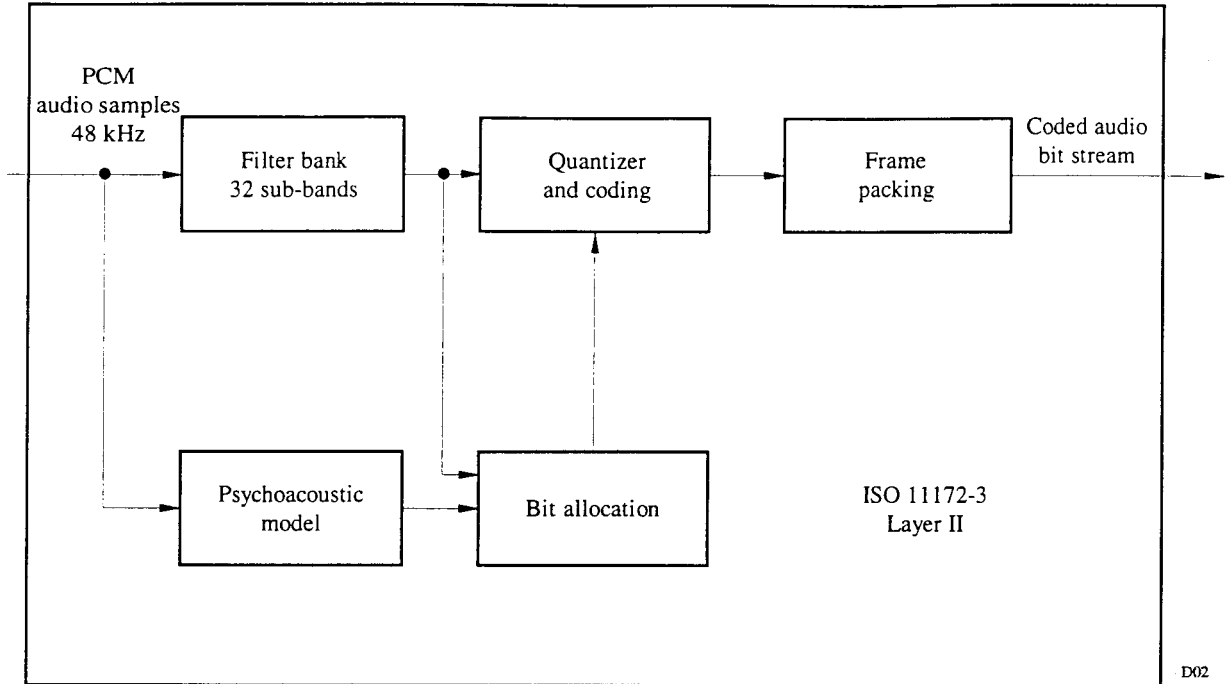 PCM
audio samples
48 kHz
Filter bank
32 sub-bands
Quantizer
and coding
Frame
packing
Coded audio
bit stream
Psychoacoustic
model
Bit allocation
ISO 11172-3
Layer II
D02